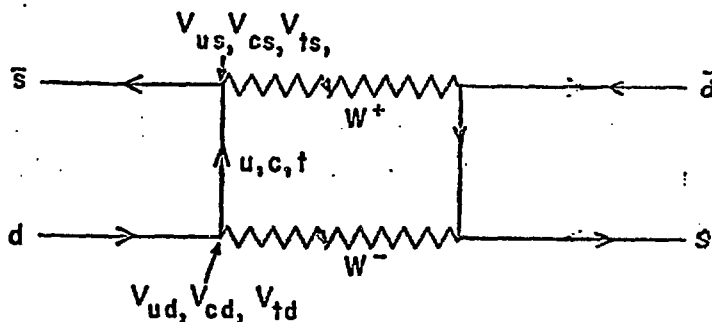 V_us, V_cs, V_ts,
s̄ d̄
W⁺
u, c, t
d s
W⁻
V_ud, V_cd, V_td